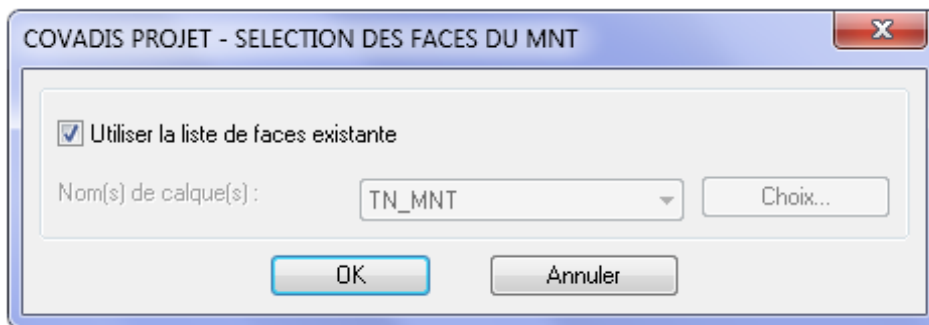 COVADIS PROJET - SELECTION DES FACES DU MNT
Utiliser la liste de faces existante
Nom(s) de calque(s) : TN_MNT Choix...
OK Annuler